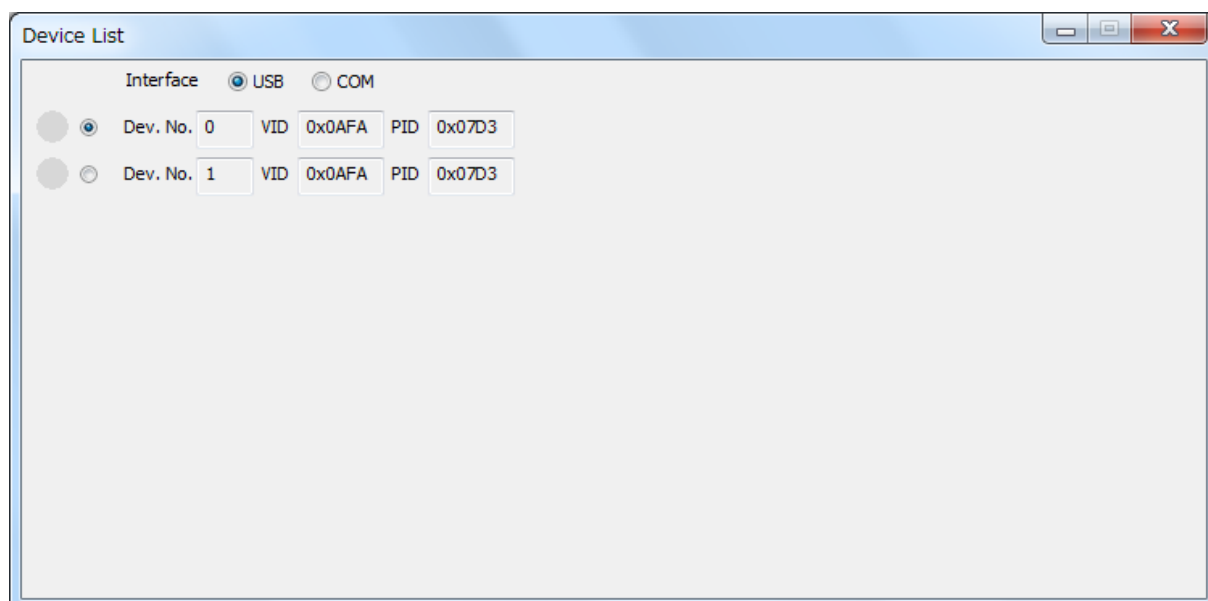 Device List
Interface USB COM
Dev. No. 0 VID 0x0AFA PID 0x07D3
Dev. No. 1 VID 0x0AFA PID 0x07D3